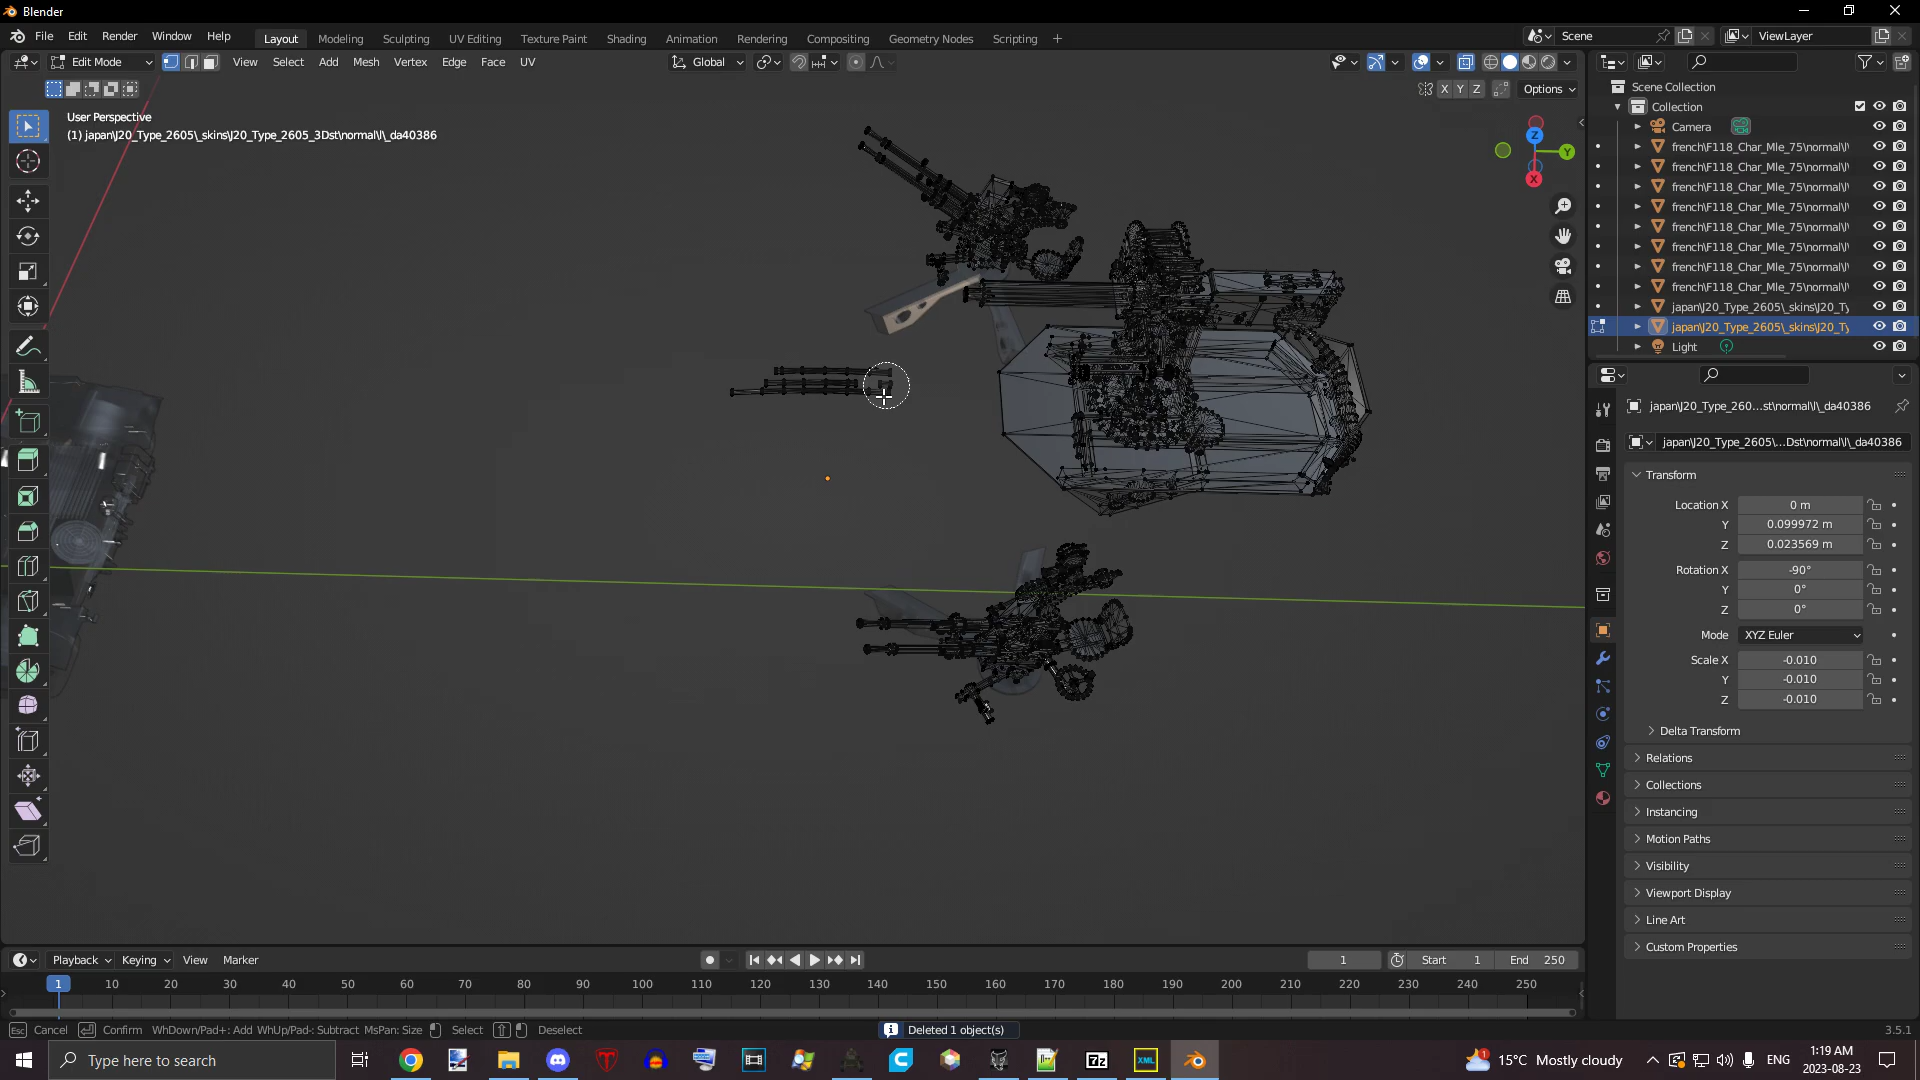 Blender
File Edit Render Window Help
Layout Modeling Sculpting UV Editing Texture Paint Shading Animation Rendering Compositing Geometry Nodes Scripting
Scene ViewLayer
Edit Mode View Select Add Mesh Vertex Edge Face UV Global
X Y Z Options
User Perspective
(1) japan\J20_Type_2605\_skins\J20_Type_2605_3Dst\normal\l\_da40386
Z
Y
X
Scene Collection
Collection
Camera
french\F118_Char_Mle_75\normal\l\
french\F118_Char_Mle_75\normal\l\
french\F118_Char_Mle_75\normal\l\
french\F118_Char_Mle_75\normal\l\
french\F118_Char_Mle_75\normal\l\
french\F118_Char_Mle_75\normal\l\
french\F118_Char_Mle_75\normal\l\
french\F118_Char_Mle_75\normal\l\
japan\J20_Type_2605\_skins\J20_Ty
japan\J20_Type_2605\_skins\J20_Ty
Light
japan\J20_Type_260...st\normal\l\_da40386
japan\J20_Type_2605\...Dst\normal\l\_da40386
Transform
Location X 0 m
Y 0.099972 m
Z 0.023569 m
Rotation X -90°
Y 0°
Z 0°
Mode XYZ Euler
Scale X -0.010
Y -0.010
Z -0.010
Delta Transform
Relations
Collections
Instancing
Motion Paths
Visibility
Viewport Display
Line Art
Custom Properties
Playback Keying View Marker 1 Start 1 End 250
1 10 20 30 40 50 60 70 80 90 100 110 120 130 140 150 160 170 180 190 200 210 220 230 240 250
Esc Cancel Confirm WhDown/Pad+: Add WhUp/Pad-: Subtract MsPan: Size Select Deselect Deleted 1 object(s) 3.5.1
Type here to search
7z
XML
1
15°C Mostly cloudy
ENG
1:19 AM
2023-08-23